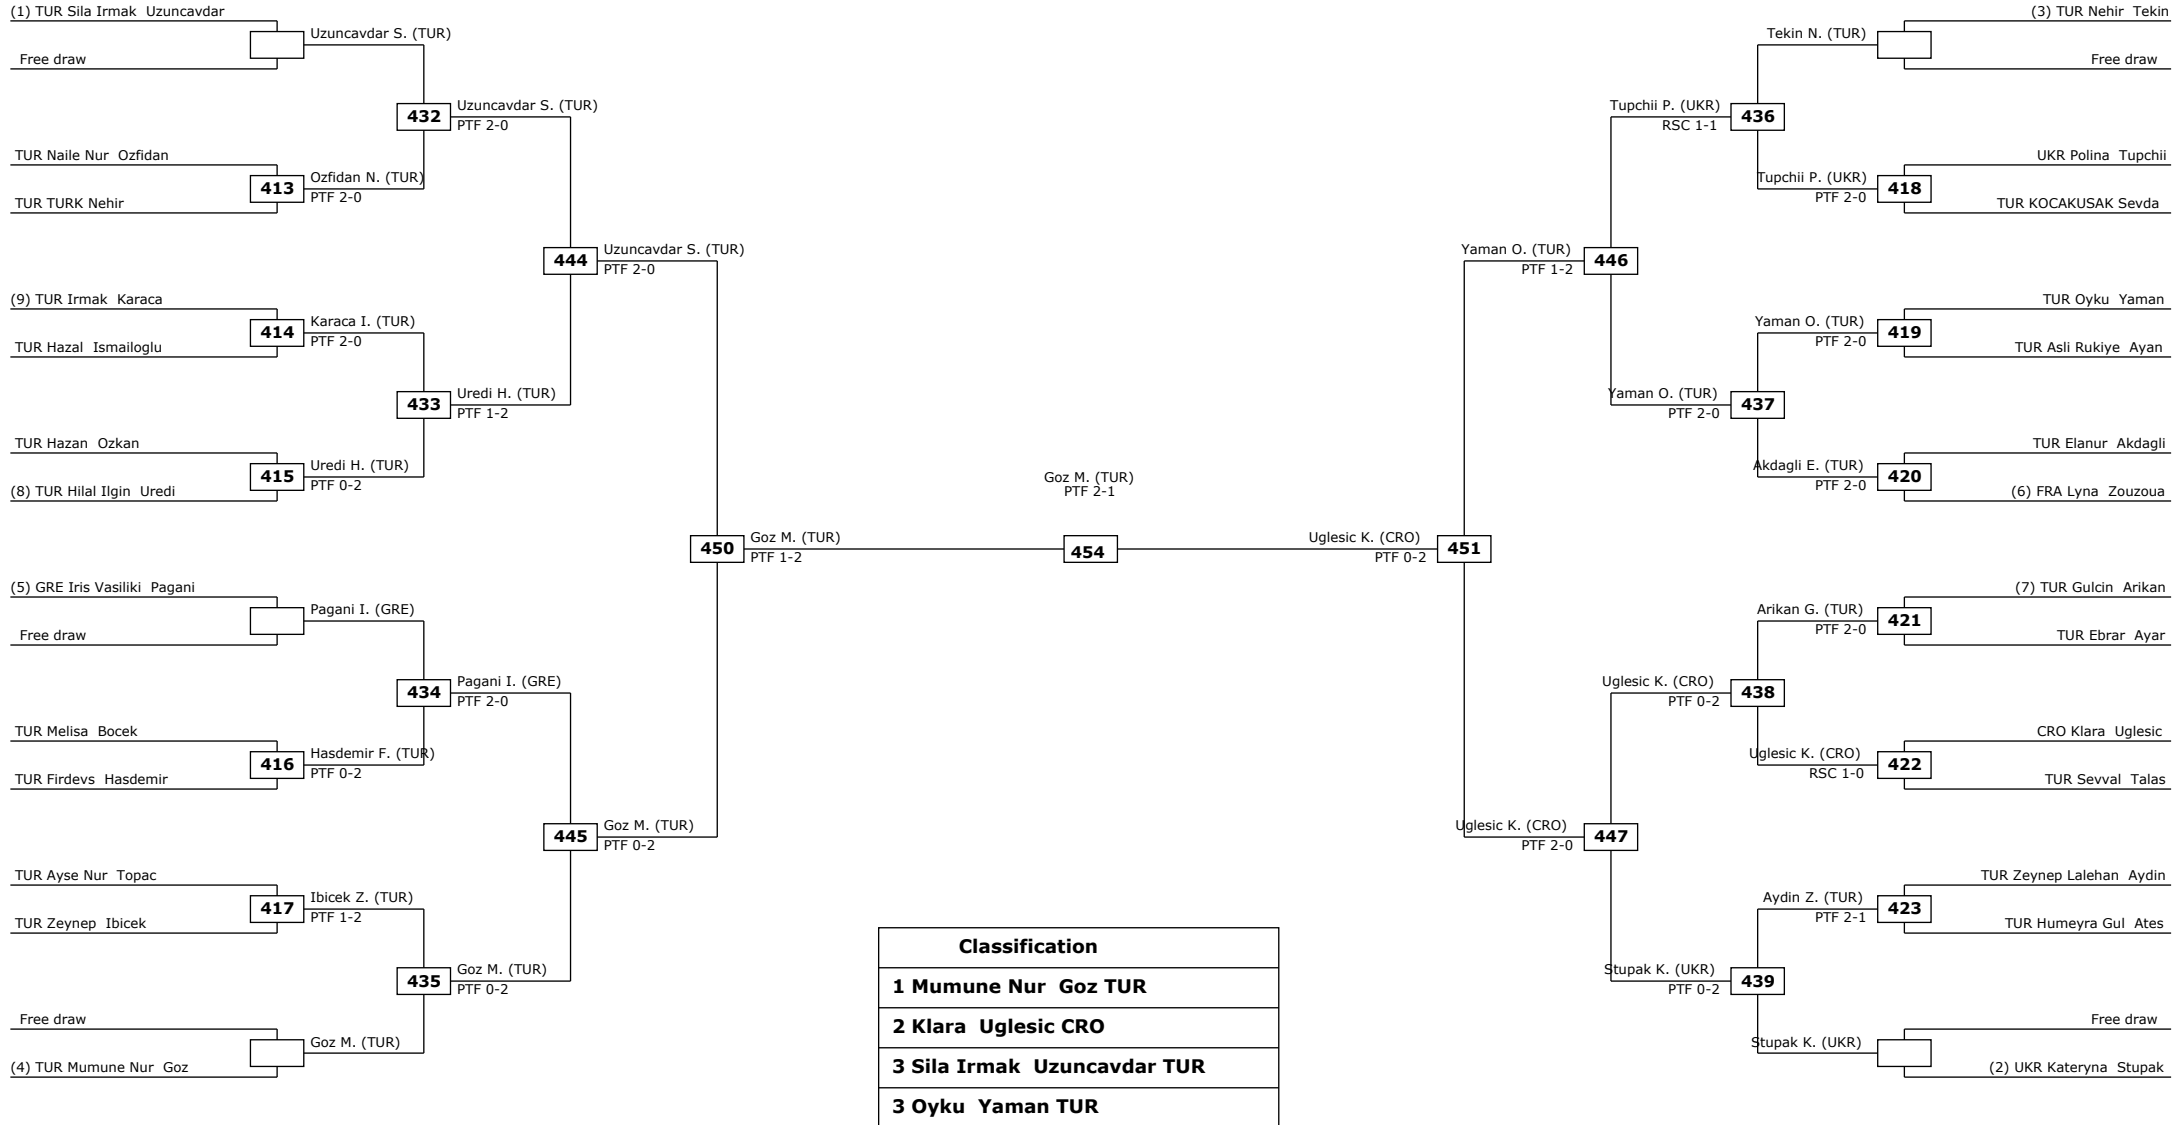 (1) TUR Sila Irmak Uzuncavdar
Uzuncavdar S. (TUR)
Free draw
Uzuncavdar S. (TUR)
432
PTF 2-0
TUR Naile Nur Ozfidan
Ozfidan N. (TUR)
413
PTF 2-0
TUR TURK Nehir
Uzuncavdar S. (TUR)
444
PTF 2-0
(9) TUR Irmak Karaca
Karaca I. (TUR)
414
PTF 2-0
TUR Hazal Ismailoglu
Uredi H. (TUR)
433
PTF 1-2
TUR Hazan Ozkan
Uredi H. (TUR)
415
PTF 0-2
(8) TUR Hilal Ilgin Uredi
Goz M. (TUR)
450
PTF 1-2
(5) GRE Iris Vasiliki Pagani
Pagani I. (GRE)
Free draw
Pagani I. (GRE)
434
PTF 2-0
TUR Melisa Bocek
Hasdemir F. (TUR)
416
PTF 0-2
TUR Firdevs Hasdemir
Goz M. (TUR)
445
PTF 0-2
TUR Ayse Nur Topac
Ibicek Z. (TUR)
417
PTF 1-2
TUR Zeynep Ibicek
Goz M. (TUR)
435
PTF 0-2
Free draw
Goz M. (TUR)
(4) TUR Mumune Nur Goz
Goz M. (TUR)
PTF 2-1
454
(3) TUR Nehir Tekin
Tekin N. (TUR)
Free draw
Tupchii P. (UKR)
436
RSC 1-1
UKR Polina Tupchii
Tupchii P. (UKR)
418
PTF 2-0
TUR KOCAKUSAK Sevda
Yaman O. (TUR)
446
PTF 1-2
TUR Oyku Yaman
Yaman O. (TUR)
419
PTF 2-0
TUR Asli Rukiye Ayan
Yaman O. (TUR)
437
PTF 2-0
TUR Elanur Akdagli
Akdagli E. (TUR)
420
PTF 2-0
(6) FRA Lyna Zouzoua
Uglesic K. (CRO)
451
PTF 0-2
(7) TUR Gulcin Arikan
Arikan G. (TUR)
421
PTF 2-0
TUR Ebrar Ayar
Uglesic K. (CRO)
438
PTF 0-2
CRO Klara Uglesic
Uglesic K. (CRO)
422
RSC 1-0
TUR Sevval Talas
Uglesic K. (CRO)
447
PTF 2-0
TUR Zeynep Lalehan Aydin
Aydin Z. (TUR)
423
PTF 2-1
TUR Humeyra Gul Ates
Stupak K. (UKR)
439
PTF 0-2
Free draw
Stupak K. (UKR)
(2) UKR Kateryna Stupak
Classification
1 Mumune Nur Goz TUR
2 Klara Uglesic CRO
3 Sila Irmak Uzuncavdar TUR
3 Oyku Yaman TUR